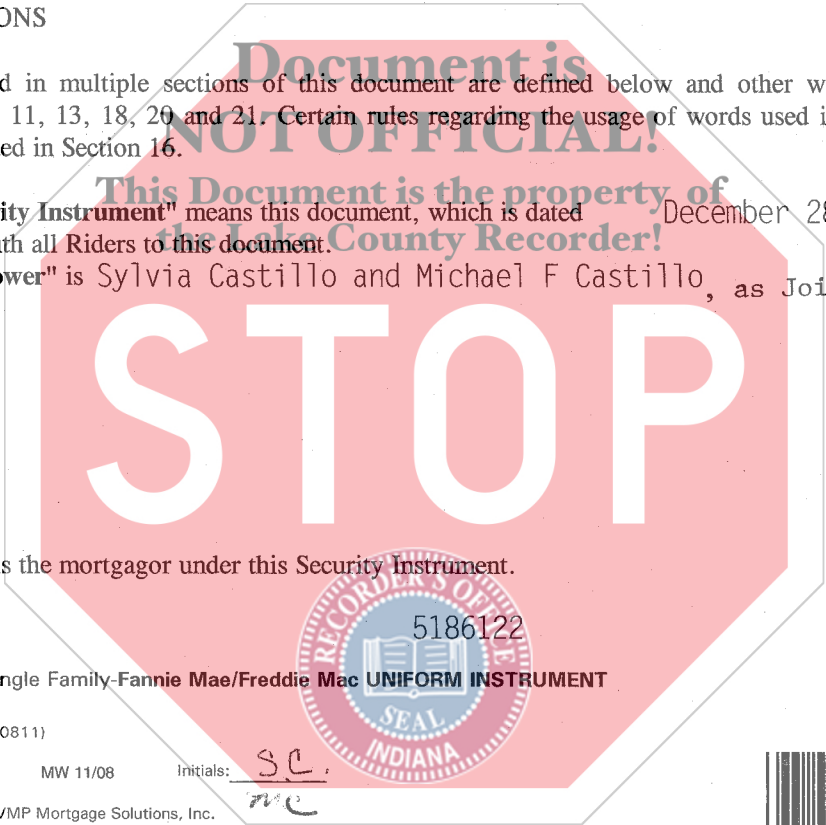 ONS
Document is
d in multiple sections of this document are defined below and other w
11, 13, 18, 20 and 21. Certain rules regarding the usage of words used i
NOT OFFICIAL!
ed in Section 16.
This Document is the property of
ity Instrument" means this document, which is dated December 28
the Lake County Recorder!
th all Riders to this document.
ower" is Sylvia Castillo and Michael F Castillo, as Joi
STOP
s the mortgagor under this Security Instrument.
RECORDER'S OFFICE
5186122
ngle Family-Fannie Mae/Freddie Mac UNIFORM INSTRUMENT
SEAL
INDIANA
0811)
MW 11/08 Initials: SC.
mc
VMP Mortgage Solutions, Inc.